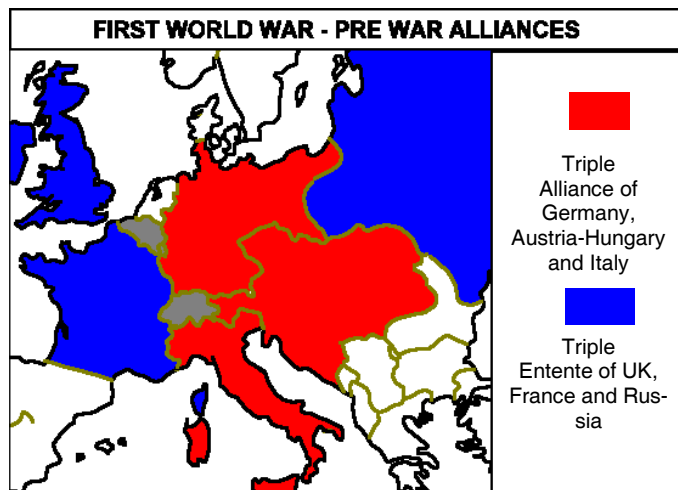 FIRST WORLD WAR - PRE WAR ALLIANCES
Triple
Alliance of
Germany,
Austria-Hungary
and Italy
Triple
Entente of UK,
France and Rus-
sia